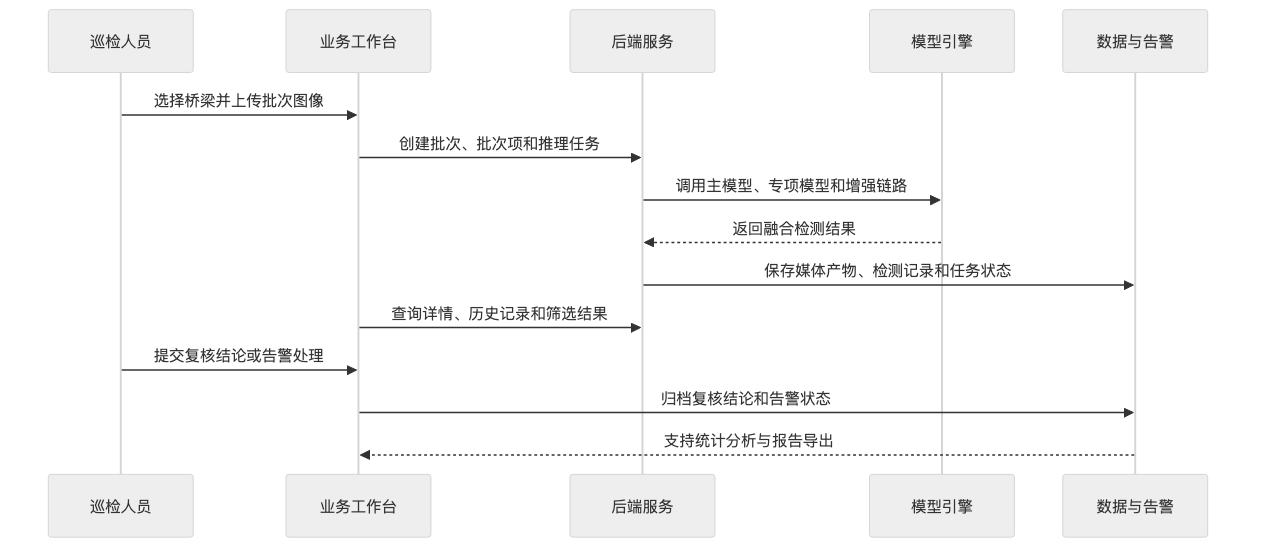 巡检人员
业务工作台
后端服务
模型引擎
数据与告警
选择桥梁并上传批次图像
创建批次、批次项和推理任务
调用主模型、专项模型和增强链路
返回融合检测结果
保存媒体产物、检测记录和任务状态
查询详情、历史记录和筛选结果
提交复核结论或告警处理
归档复核结论和告警状态
支持统计分析与报告导出
巡检人员
业务工作台
后端服务
模型引擎
数据与告警